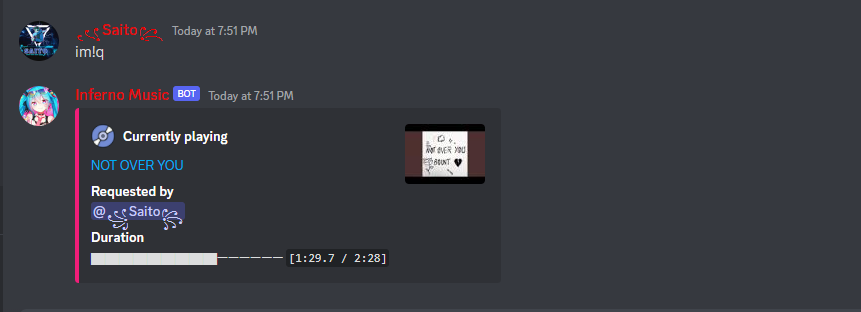 Saito Today at 7:51 PM
SAITO
im!q
Inferno Music BOT Today at 7:51 PM
Currently playing
NOT OVER YOU
NOT OVER YOU
Requested by
@Saito
Duration
[1:29.7 / 2:28]